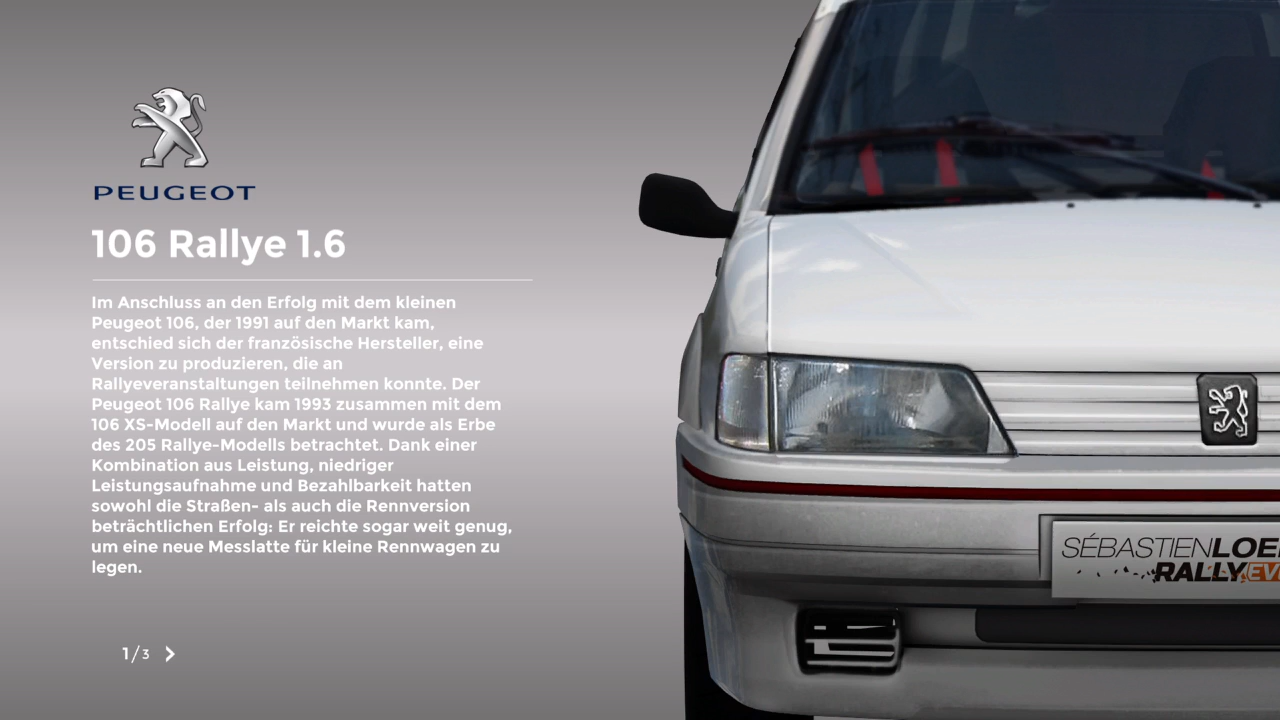 PEUGEOT
106 Rallye 1.6
Im Anschluss an den Erfolg mit dem kleinen
Peugeot 106, der 1991 auf den Markt kam,
entschied sich der französische Hersteller, eine
Version zu produzieren, die an
Rallyeveranstaltungen teilnehmen konnte. Der
Peugeot 106 Rallye kam 1993 zusammen mit dem
106 XS-Modell auf den Markt und wurde als Erbe
des 205 Rallye-Modells betrachtet. Dank einer
Kombination aus Leistung, niedriger
Leistungsaufnahme und Bezahlbarkeit hatten
sowohl die Straßen- als auch die Rennversion
beträchtlichen Erfolg: Er reichte sogar weit genug,
um eine neue Messlatte für kleine Rennwagen zu
legen.
1/3
SÉBASTIEN LOE
RALLY EV